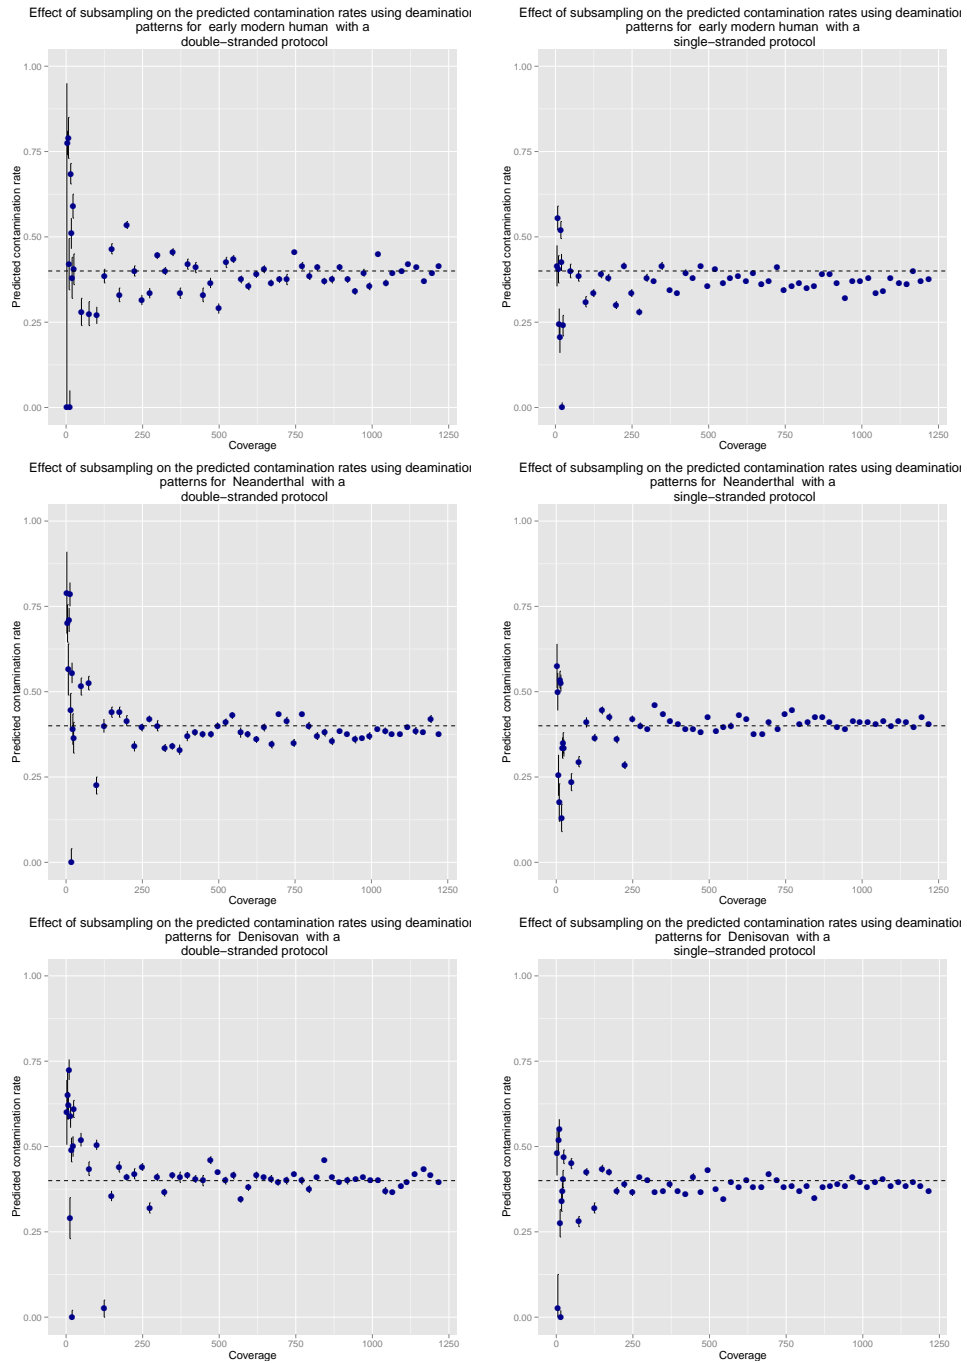 Effect of subsampling on the predicted contamination rates using deamination
patterns for  early modern human  with a
double−stranded protocol
1.00
0.75
0.50
0.25
0.00
Predicted contamination rate
0
250
500
750
1000
1250
Coverage
Effect of subsampling on the predicted contamination rates using deamination
patterns for  early modern human  with a
single−stranded protocol
1.00
0.75
0.50
0.25
0.00
Predicted contamination rate
0
250
500
750
1000
1250
Coverage
Effect of subsampling on the predicted contamination rates using deamination
patterns for  Neanderthal  with a
double−stranded protocol
1.00
0.75
0.50
0.25
0.00
Predicted contamination rate
0
250
500
750
1000
1250
Coverage
Effect of subsampling on the predicted contamination rates using deamination
patterns for  Neanderthal  with a
single−stranded protocol
1.00
0.75
0.50
0.25
0.00
Predicted contamination rate
0
250
500
750
1000
1250
Coverage
Effect of subsampling on the predicted contamination rates using deamination
patterns for  Denisovan  with a
double−stranded protocol
1.00
0.75
0.50
0.25
0.00
Predicted contamination rate
0
250
500
750
1000
1250
Coverage
Effect of subsampling on the predicted contamination rates using deamination
patterns for  Denisovan  with a
single−stranded protocol
1.00
0.75
0.50
0.25
0.00
Predicted contamination rate
0
250
500
750
1000
1250
Coverage